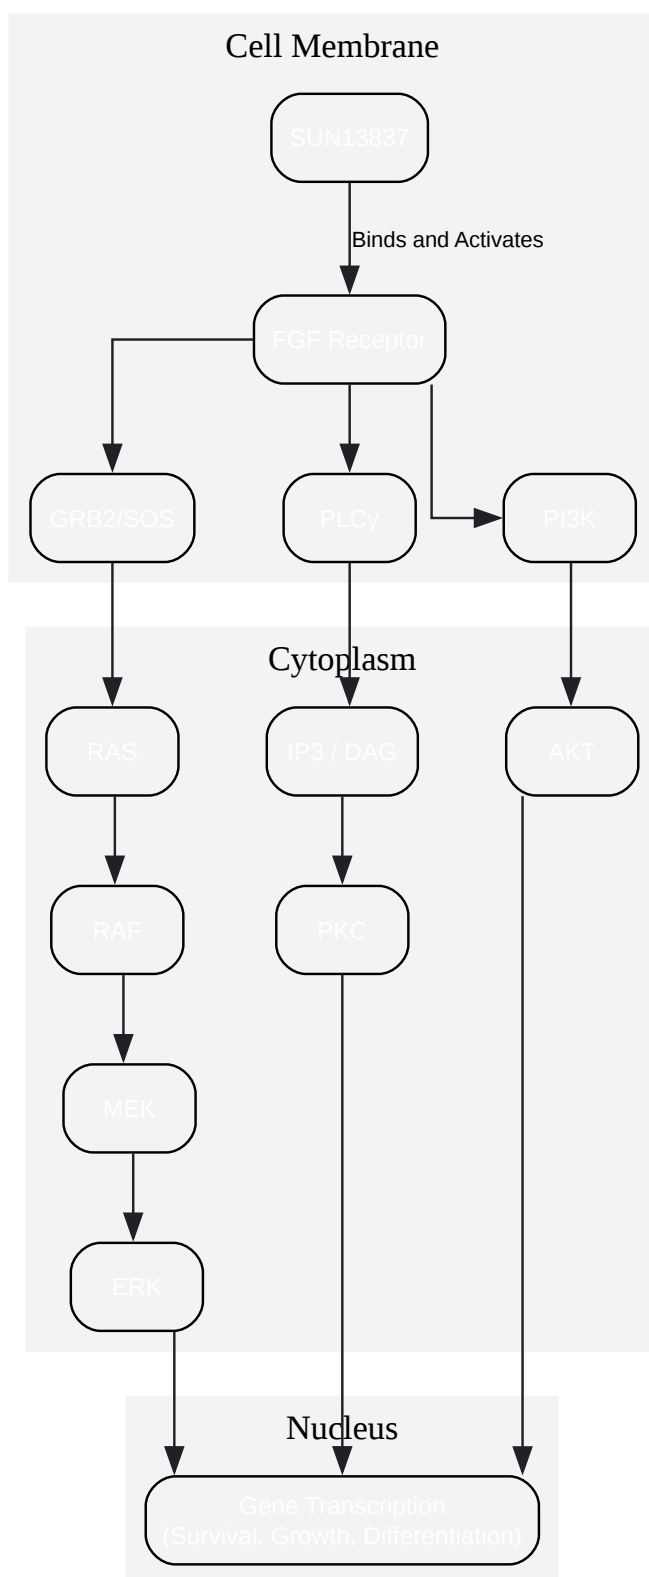 Cell Membrane
SUN13837
Binds and Activates
FGF Receptor
GRB2/SOS
PLCγ
PI3K
Cytoplasm
RAS
IP3 / DAG
AKT
RAF
PKC
MEK
ERK
Nucleus
Gene Transcription
(Survival, Growth, Differentiation)